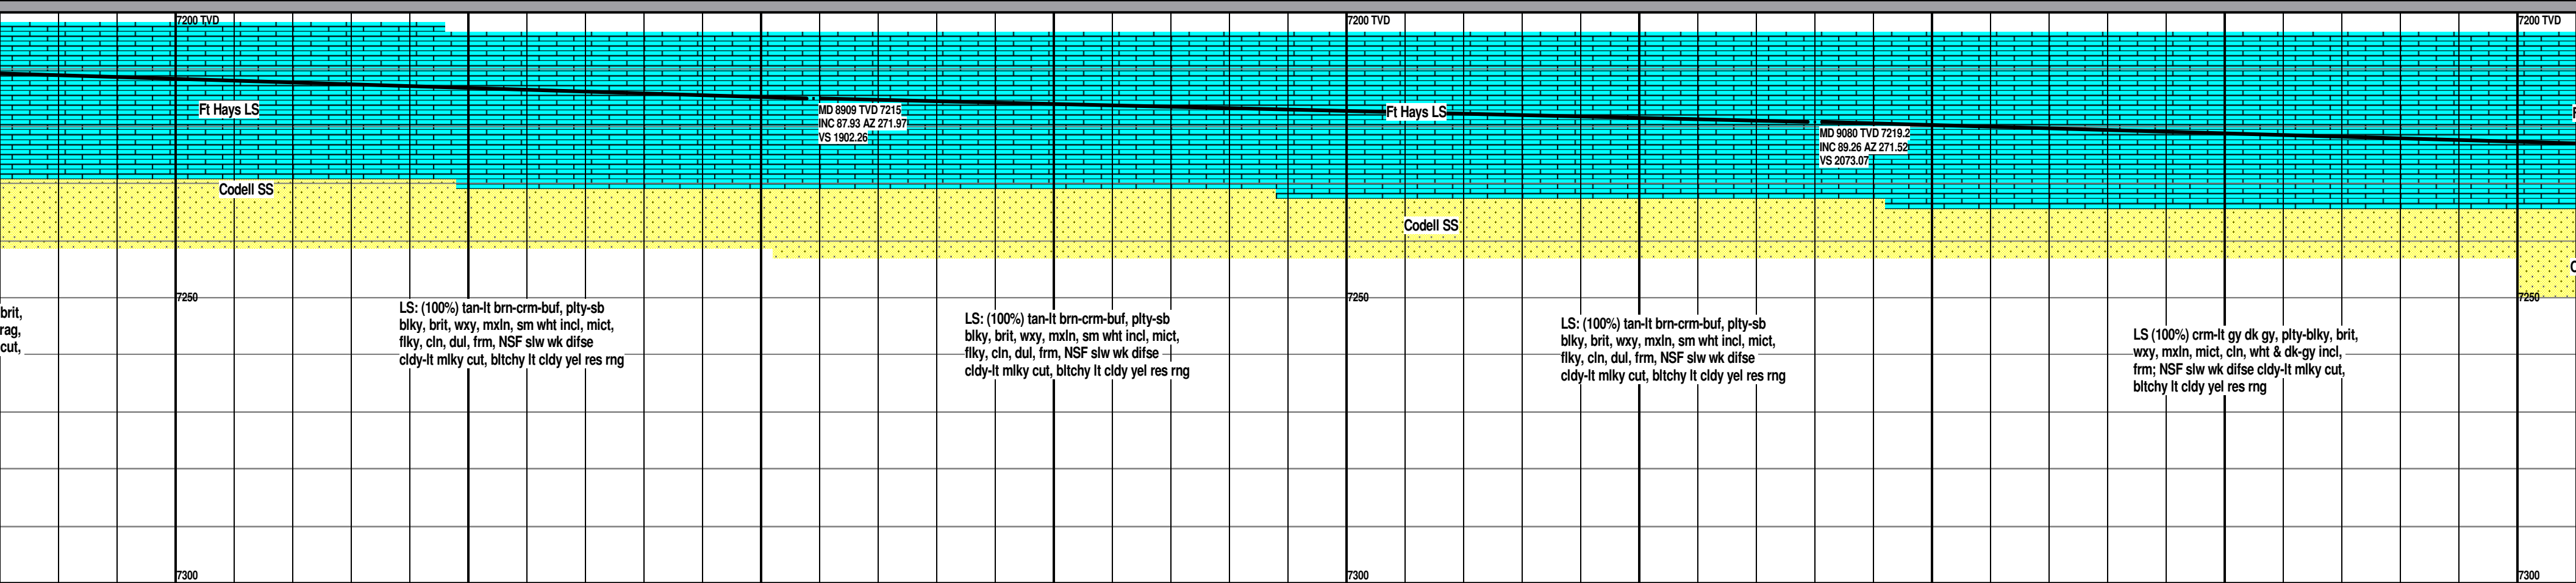 7200 TVD
7200 TVD
7200 TVD
Ft Hays LS
MD 8909 TVD 7215
INC 87.93 AZ 271.97
VS 1902.26
Ft Hays LS
MD 9080 TVD 7219.2
INC 89.26 AZ 271.52
VS 2073.07
Codell SS
Codell SS
7250
7250
7250
brit,
rag,
cut,
LS: (100%) tan-lt brn-crm-buf, plty-sb
blky, brit, wxy, mxln, sm wht incl, mict,
flky, cln, dul, frm, NSF slw wk difse
cldy-lt mlky cut, bltchy lt cldy yel res rng
LS: (100%) tan-lt brn-crm-buf, plty-sb
blky, brit, wxy, mxln, sm wht incl, mict,
flky, cln, dul, frm, NSF slw wk difse
cldy-lt mlky cut, bltchy lt cldy yel res rng
LS: (100%) tan-lt brn-crm-buf, plty-sb
blky, brit, wxy, mxln, sm wht incl, mict,
flky, cln, dul, frm, NSF slw wk difse
cldy-lt mlky cut, bltchy lt cldy yel res rng
LS (100%) crm-lt gy dk gy, plty-blky, brit,
wxy, mxln, mict, cln, wht & dk-gy incl,
frm; NSF slw wk difse cldy-lt mlky cut,
bltchy lt cldy yel res rng
7300
7300
7300